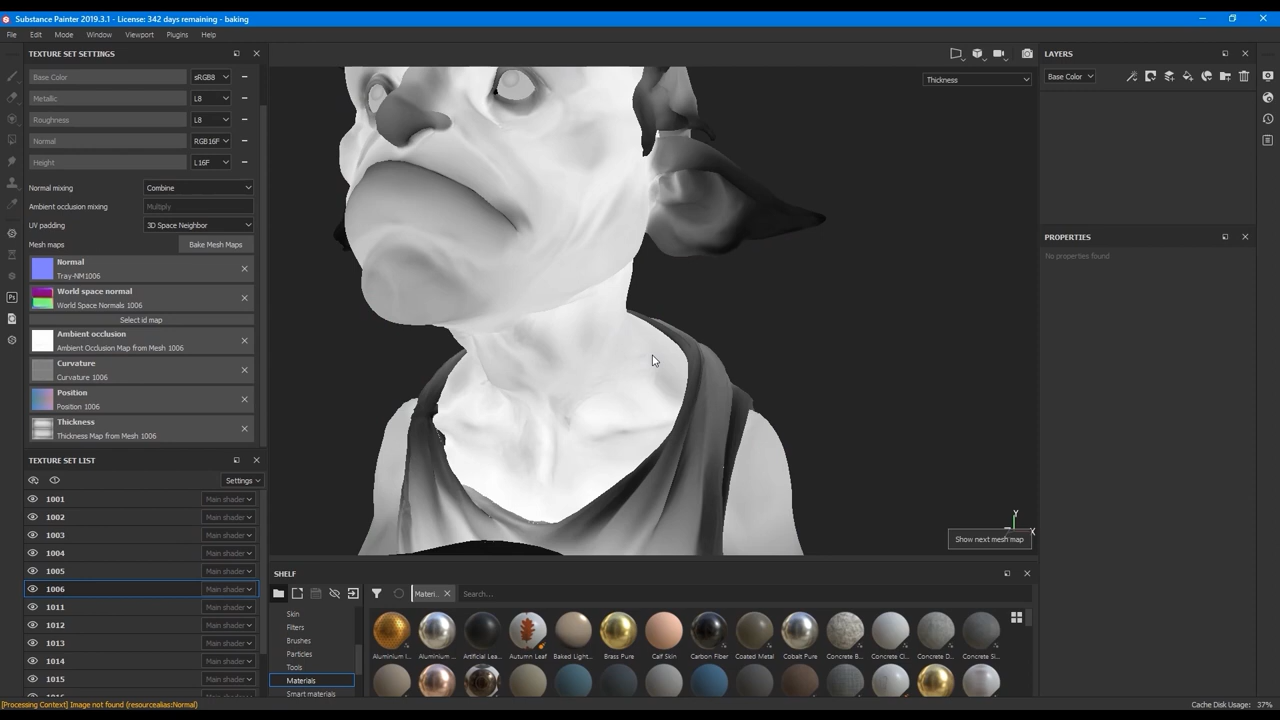 Substance Painter 2019.3.1 - License: 342 days remaining - baking
File Edit Mode Window Viewport Plugins Help
TEXTURE SET SETTINGS
Base Color sRGB8
Metallic L8
Roughness L8
Normal RGB16F
Height L16F
Normal mixing Combine
Ambient occlusion mixing Multiply
UV padding 3D Space Neighbor
Mesh maps Bake Mesh Maps
Normal
Tray-NM1006
World space normal
World Space Normals 1006
Select id map
Ambient occlusion
Ambient Occlusion Map from Mesh 1006
Curvature
Curvature 1006
Position
Position 1006
Thickness
Thickness Map from Mesh 1006
TEXTURE SET LIST
Settings
1001 Main shader
1002 Main shader
1003 Main shader
1004 Main shader
1005 Main shader
1006 Main shader
1011 Main shader
1012 Main shader
1013 Main shader
1014 Main shader
1015 Main shader
Thickness
Y
X
Show next mesh map
LAYERS
Base Color
PROPERTIES
No properties found
SHELF
Materi... Search...
Skin
Filters
Brushes
Particles
Tools
Materials
Smart materials
Aluminium I... Aluminium ... Artificial Lea... Autumn Leaf Baked Light... Brass Pure Calf Skin Carbon Fiber Coated Metal Cobalt Pure Concrete B... Concrete Cl... Concrete D... Concrete Si...
Ps
[Processing Context] Image not found (resourcealias:Normal)
Cache Disk Usage: 37%